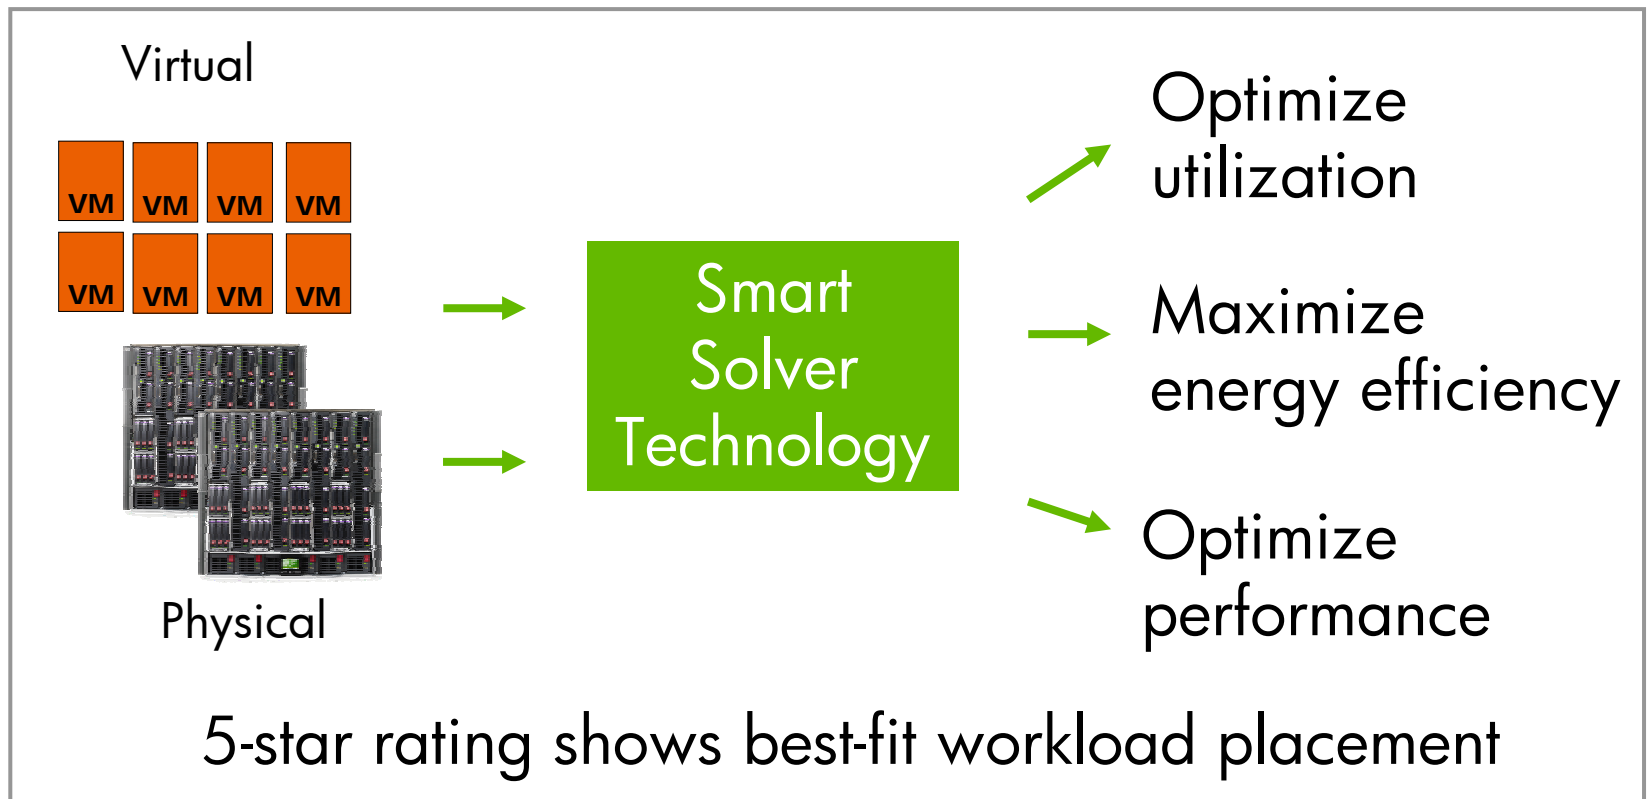 Virtual
VM VM VM VM
VM VM VM VM
Physical
Smart
Solver
Technology
Optimize
utilization
Maximize
energy efficiency
Optimize
performance
5-star rating shows best-fit workload placement